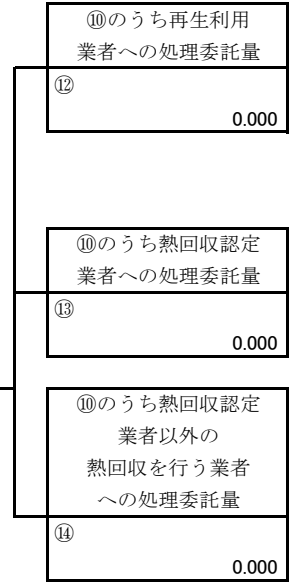 ⑩のうち再生利用
業者への処理委託量
⑫
0.000
⑩のうち熱回収認定
業者への処理委託量
⑬
0.000
⑩のうち熱回収認定
業者以外の
熱回収を行う業者
への処理委託量
⑭
0.000